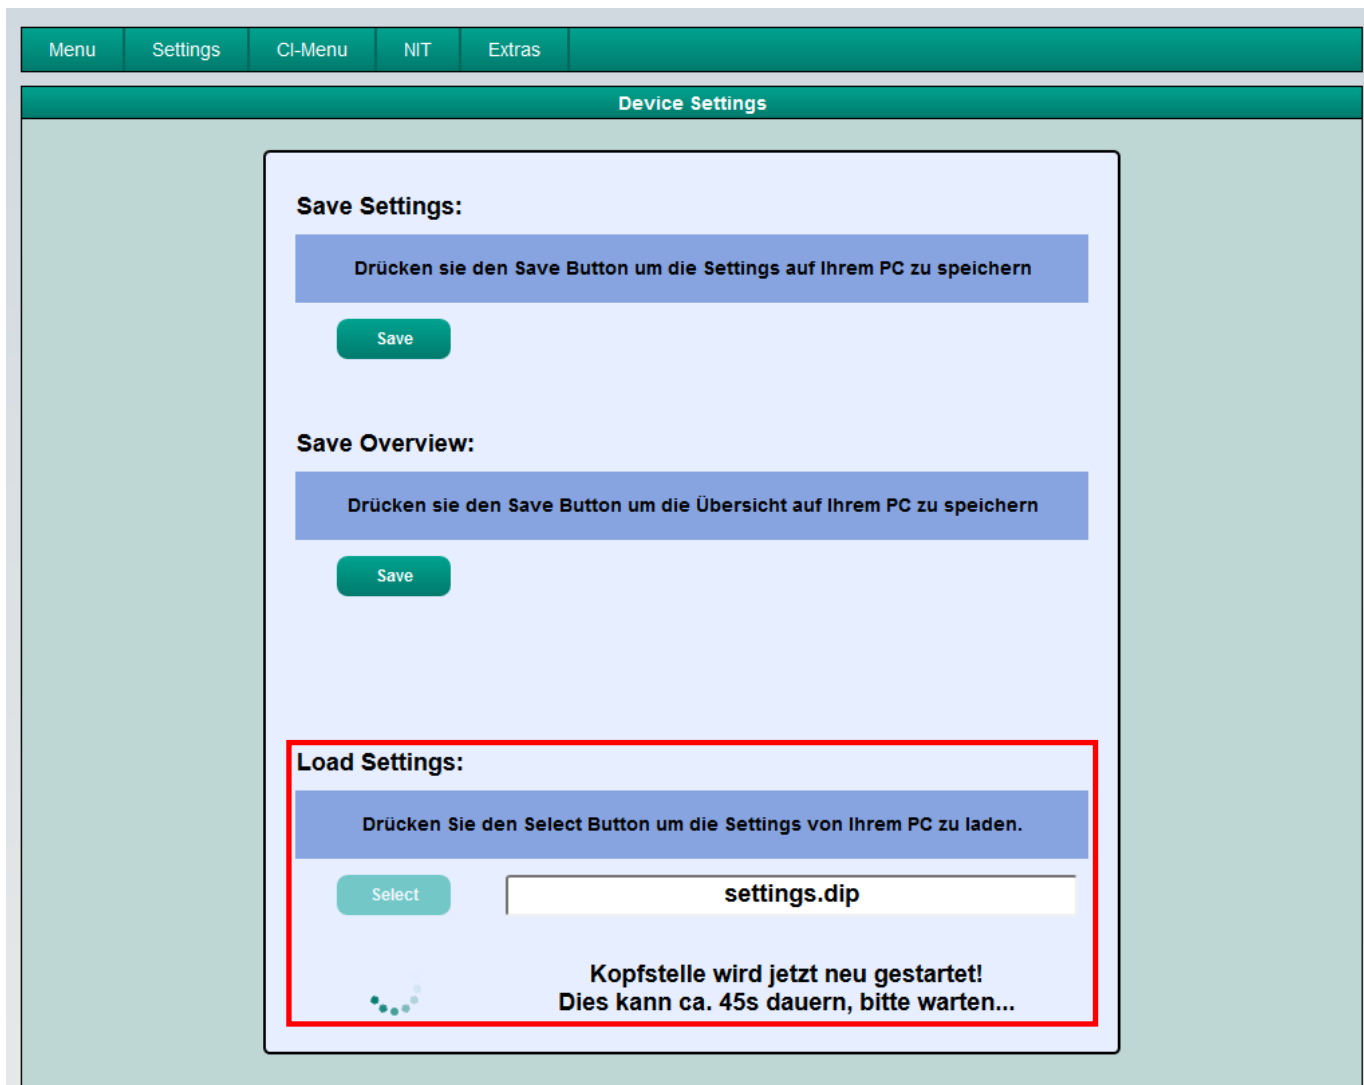 Menu Settings CI-Menu NIT Extras
Device Settings
Save Settings:
Drücken sie den Save Button um die Settings auf Ihrem PC zu speichern
Save
Save Overview:
Drücken sie den Save Button um die Übersicht auf Ihrem PC zu speichern
Save
Load Settings:
Drücken Sie den Select Button um die Settings von Ihrem PC zu laden.
Select settings.dip
Kopfstelle wird jetzt neu gestartet!
Dies kann ca. 45s dauern, bitte warten...